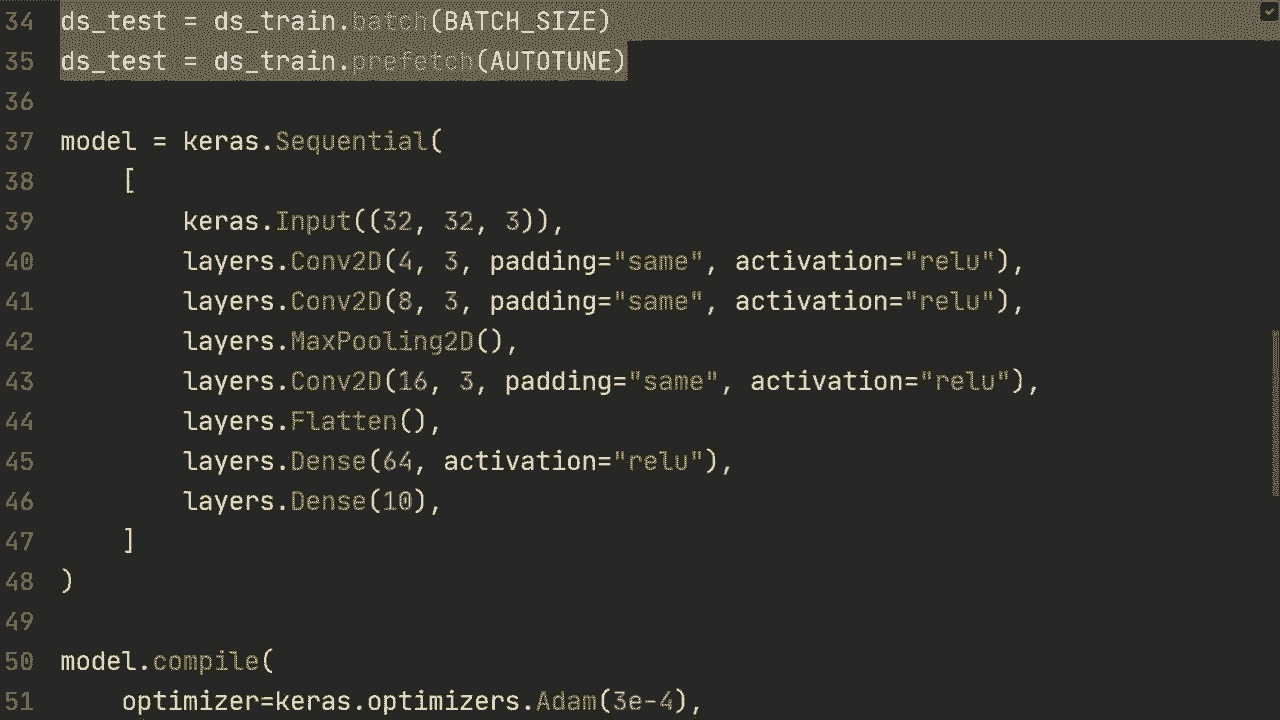 34 ds_test = ds_train.batch(BATCH_SIZE)
35 ds_test = ds_train.prefetch(AUTOTUNE)
36
37 model = keras.Sequential(
38     [
39         keras.Input((32, 32, 3)),
40         layers.Conv2D(4, 3, padding="same", activation="relu"),
41         layers.Conv2D(8, 3, padding="same", activation="relu"),
42         layers.MaxPooling2D(),
43         layers.Conv2D(16, 3, padding="same", activation="relu"),
44         layers.Flatten(),
45         layers.Dense(64, activation="relu"),
46         layers.Dense(10),
47     ]
48 )
49
50 model.compile(
51     optimizer=keras.optimizers.Adam(3e-4),